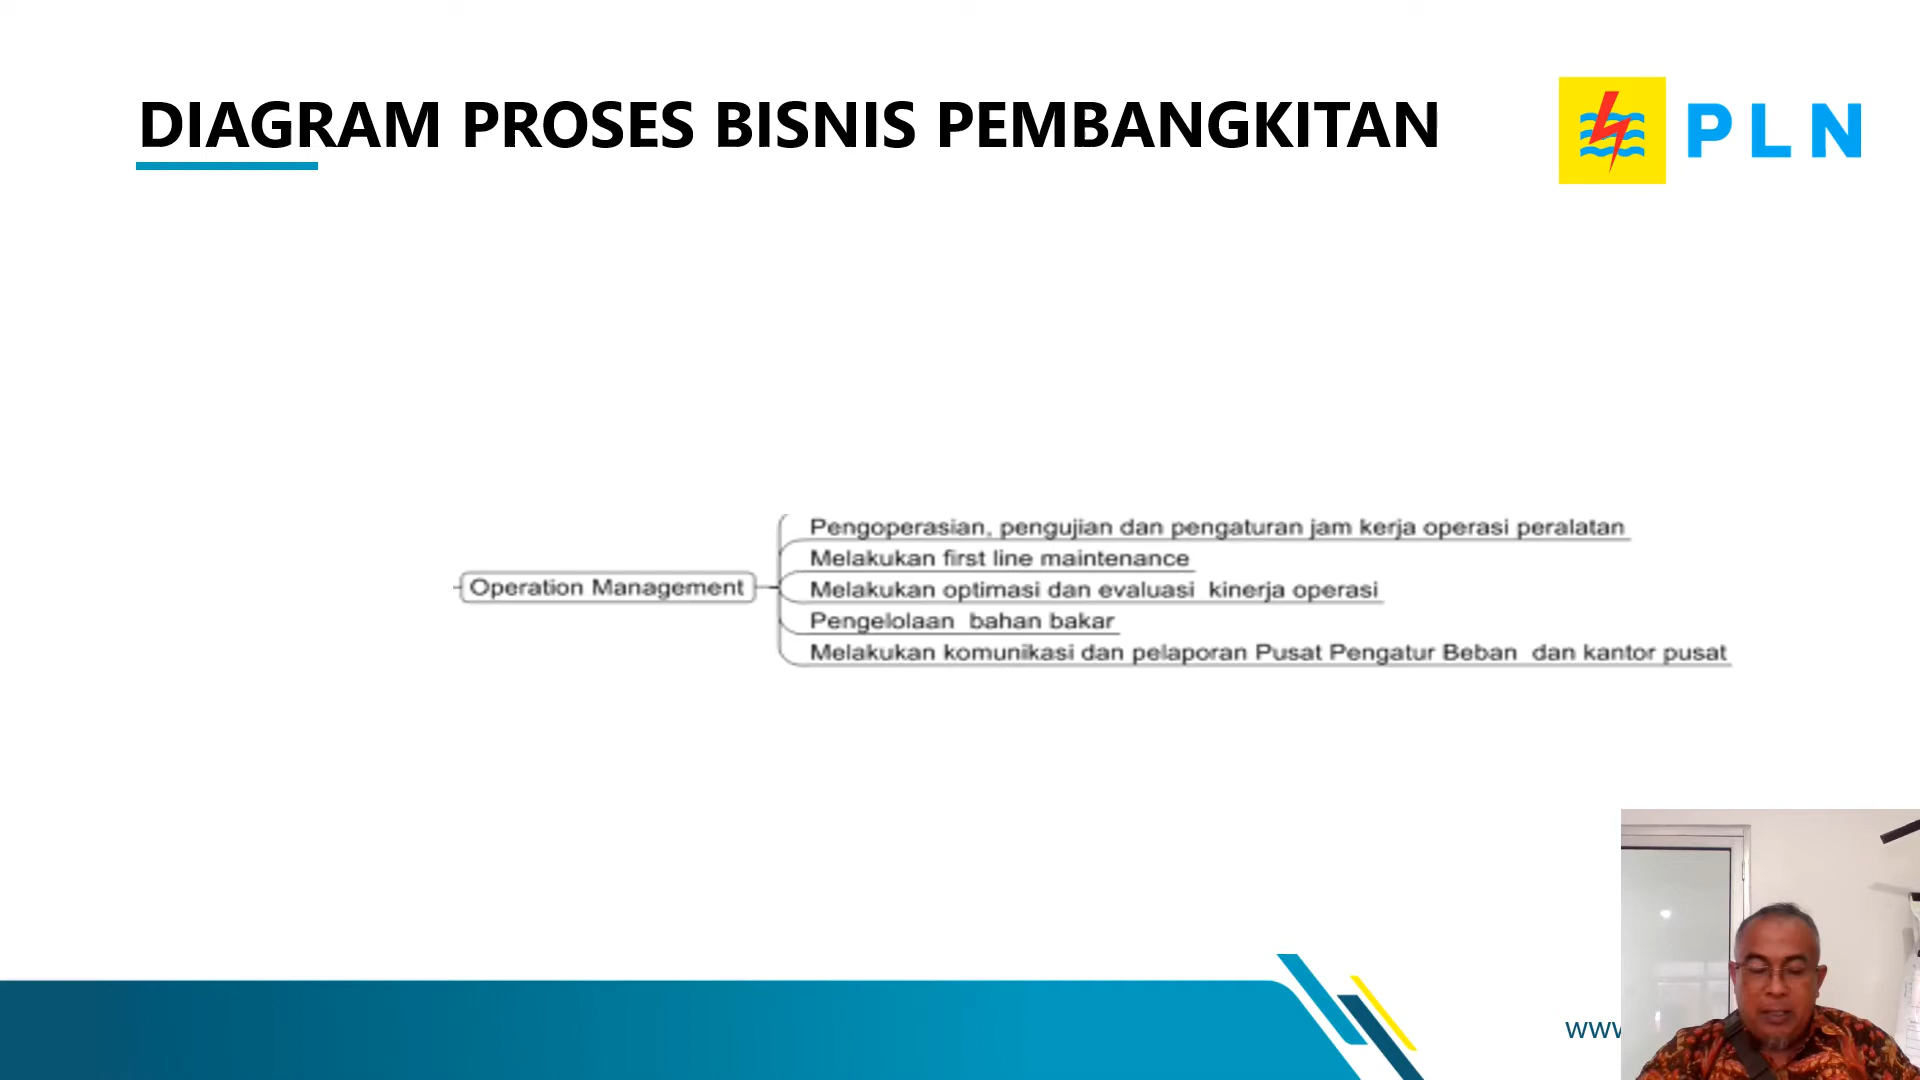 DIAGRAM PROSES BISNIS PEMBANGKITAN
PLN
Pengoperasian, pengujian dan pengaturan jam kerja operasi peralatan
Melakukan first line maintenance
Operation Management
Melakukan optimasi dan evaluasi kinerja operasi
Pengelolaan bahan bakar
Melakukan komunikasi dan pelaporan Pusat Pengatur Beban dan kantor pusat